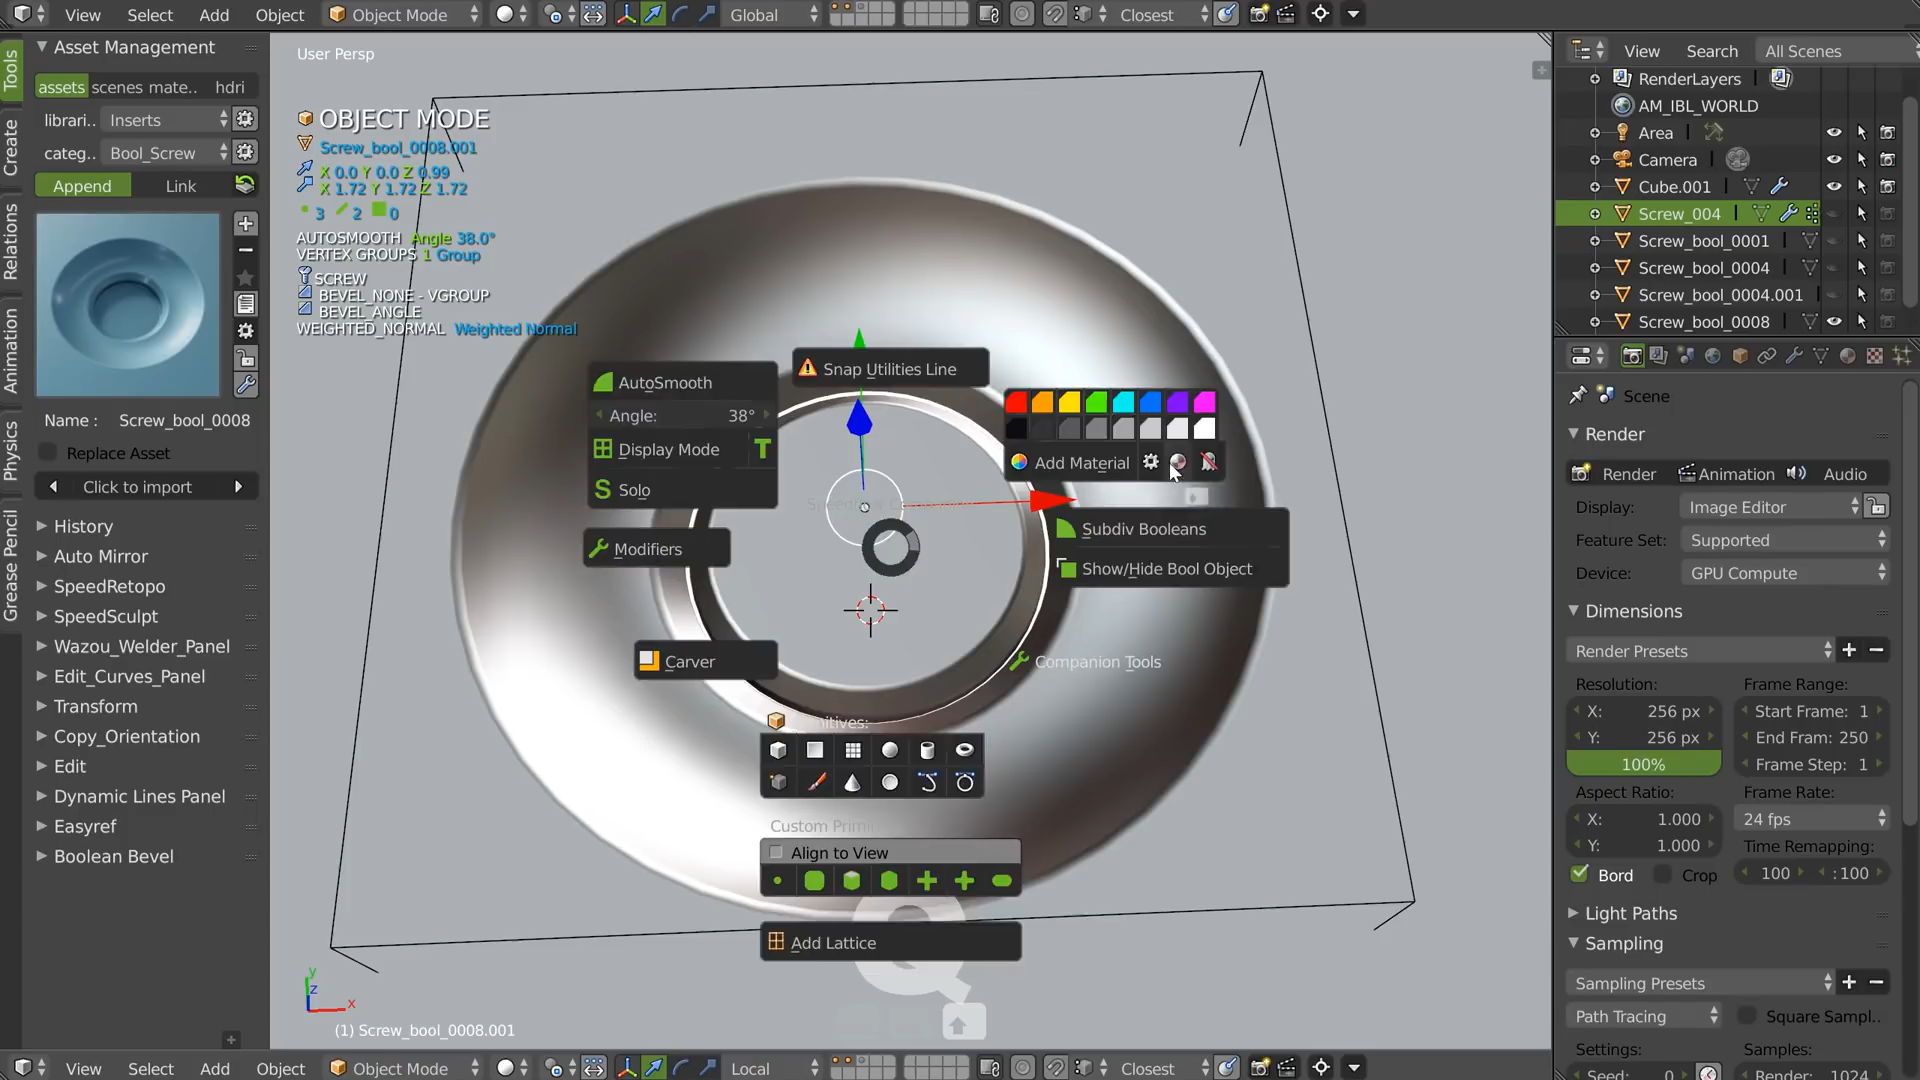 View Select Add Object Object Mode Global Closest
Tools
Create
Relations
Animation
Physics
Grease Pencil
Asset Management
assets scenes mate.. hdri
librari.. Inserts
categ.. Bool_Screw
Append Link
Name : Screw_bool_0008
Replace Asset
Click to import
History
Auto Mirror
SpeedRetopo
SpeedSculpt
Wazou_Welder_Panel
Edit_Curves_Panel
Transform
Copy_Orientation
Edit
Dynamic Lines Panel
Easyref
Boolean Bevel
User Persp
OBJECT MODE
Screw_bool_0008.001
X 0.0 Y 0.0 Z 0.99
X 1.72 Y 1.72 Z 1.72
3 2 0
AUTOSMOOTH Angle 38.0°
VERTEX GROUPS 1 Group
SCREW
BEVEL_NONE - VGROUP
BEVEL_ANGLE
WEIGHTED_NORMAL Weighted Normal
AutoSmooth
Angle: 38°
Display Mode T
S Solo
Snap Utilities Line
Add Material
Modifiers
Subdiv Booleans
Show/Hide Bool Object
Carver
Companion Tools
Align to View
Add Lattice
Q
y
z
x
(1) Screw_bool_0008.001
View Select Add Object Object Mode Local Closest
View Search All Scenes
RenderLayers
AM_IBL_WORLD
Area
Camera
Cube.001
Screw_004
Screw_bool_0001
Screw_bool_0004
Screw_bool_0004.001
Screw_bool_0008
Scene
Render
Render Animation Audio
Display: Image Editor
Feature Set: Supported
Device: GPU Compute
Dimensions
Render Presets
Resolution: Frame Range:
X: 256 px Start Frame: 1
Y: 256 px End Fram: 250
100% Frame Step: 1
Aspect Ratio: Frame Rate:
X: 1.000 24 fps
Y: 1.000 Time Remapping:
Bord Crop 100 : 100
Light Paths
Sampling
Sampling Presets
Path Tracing Square Sampl..
Settings: Samples:
Seed: 0 Render: 1024